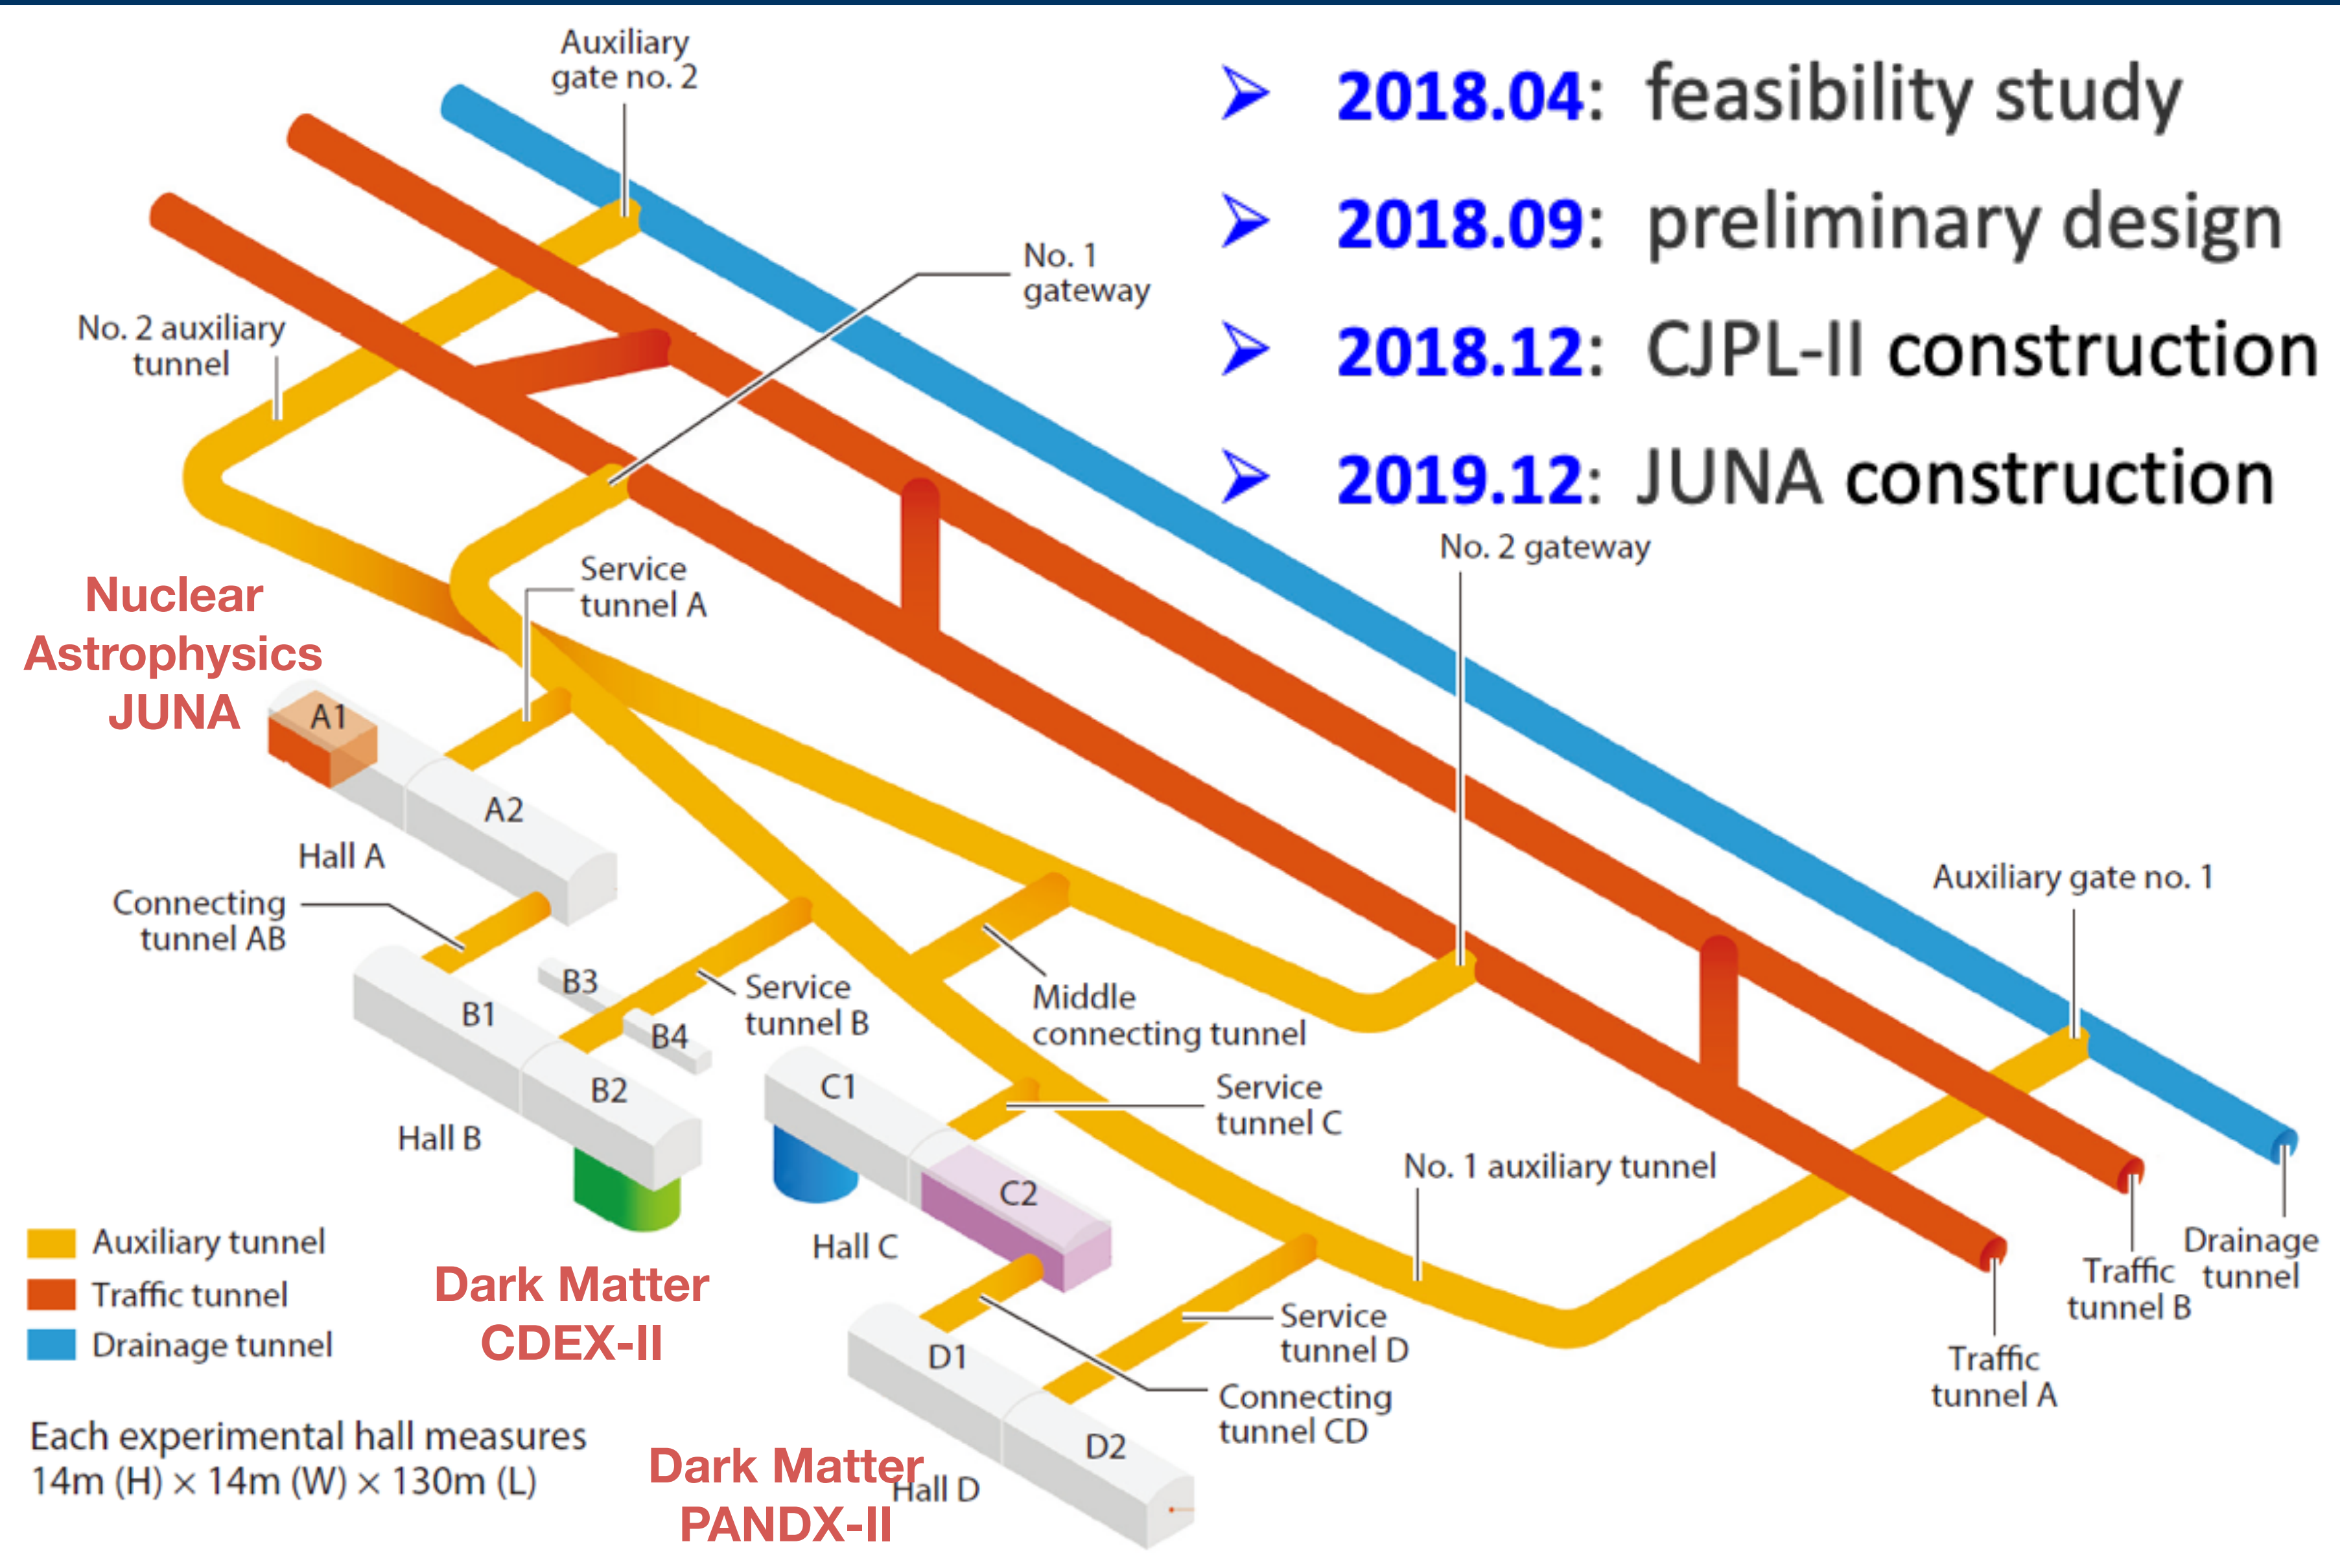 Auxiliary
gate no. 2
➢ 2018.04: feasibility study
➢ 2018.09: preliminary design
➢ 2018.12: CJPL-II construction
➢ 2019.12: JUNA construction
No. 1
gateway
No. 2 auxiliary
tunnel
No. 2 gateway
Service
tunnel A
Nuclear
Astrophysics
JUNA
A1
A2
Hall A
Auxiliary gate no. 1
Connecting
tunnel AB
B3
B1
B4
B2
Service
tunnel B
Middle
connecting tunnel
Hall B
C1
C2
Service
tunnel C
No. 1 auxiliary tunnel
Hall C
Drainage
tunnel
Traffic
tunnel B
Traffic
tunnel A
Auxiliary tunnel
Traffic tunnel
Drainage tunnel
Dark Matter
CDEX-II
Service
tunnel D
D1
Connecting
tunnel CD
D2
Each experimental hall measures
14m (H) × 14m (W) × 130m (L)
Dark Matter
Hall D
PANDX-II